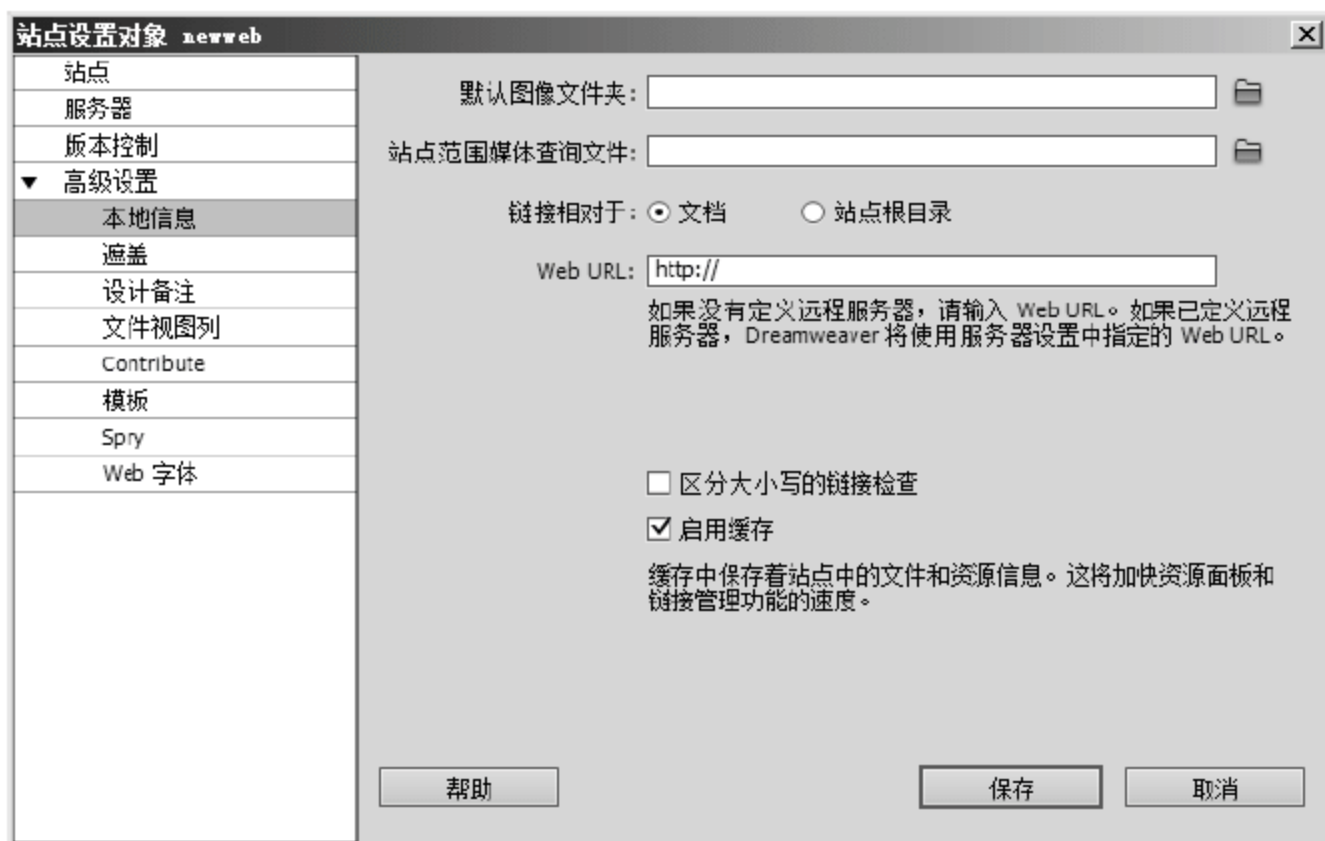 站点设置对象 newweb
站点
服务器
版本控制
高级设置
本地信息
遮盖
设计备注
文件视图列
Contribute
模板
Spry
Web 字体
默认图像文件夹：
站点范围媒体查询文件：
链接相对于： 文档 站点根目录
Web URL: http://
如果没有定义远程服务器，请输入 Web URL。如果已定义远程
服务器，Dreamweaver 将使用服务器设置中指定的 Web URL。
区分大小写的链接检查
启用缓存
缓存中保存着站点中的文件和资源信息。这将加快资源面板和
链接管理功能的速度。
帮助 保存 取消